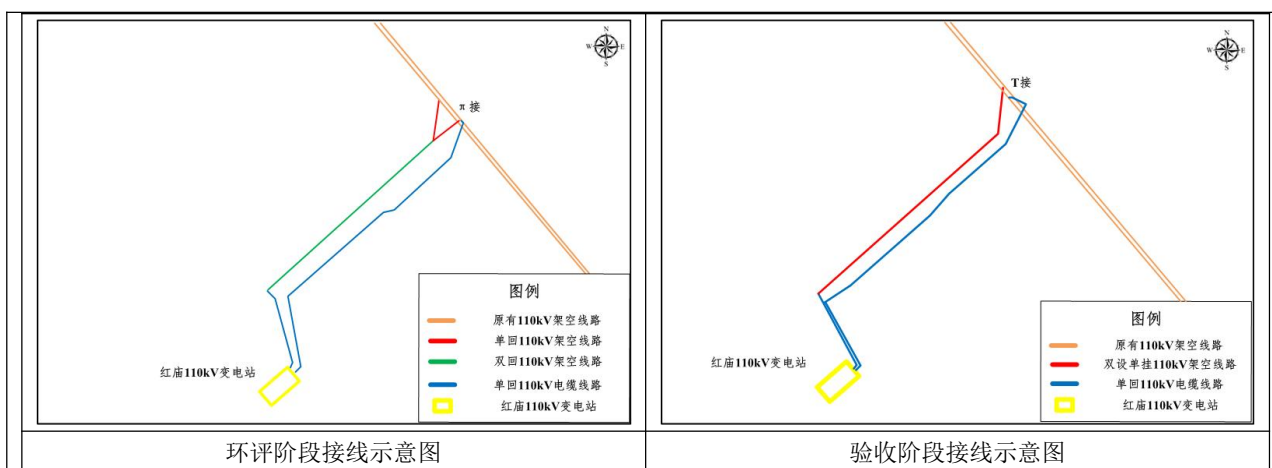 N
W
E
S
π 接
图例
原有110kV架空线路
单回110kV架空线路
双回110kV架空线路
单回110kV电缆线路
红庙110kV变电站
红庙110kV变电站
环评阶段接线示意图
N
W
E
S
T接
图例
原有110kV架空线路
双设单挂110kV架空线路
单回110kV电缆线路
红庙110kV变电站
红庙110kV变电站
验收阶段接线示意图